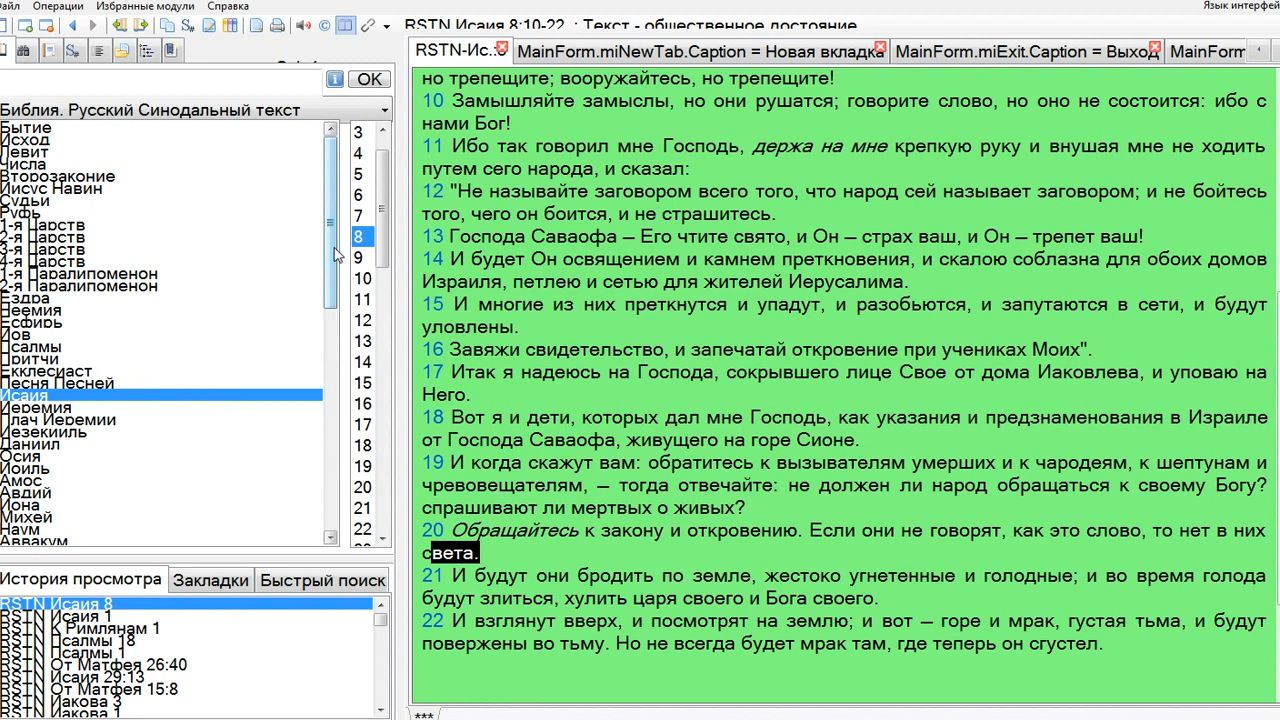 Файл Операции Избранные модули Справка Язык интерфей
RSTN Исаия 8:10-22 : Текст - общественное достояние
RSTN-Ис.8 MainForm.miNewTab.Caption = Новая вкладка MainForm.miExit.Caption = Выход MainForm
OK
Библия. Русский Синодальный текст
Бытие
Исход
Левит
Числа
Второзаконие
Иисус Навин
Судьи
Руфь
1-я Царств
2-я Царств
3-я Царств
4-я Царств
1-я Паралипоменон
2-я Паралипоменон
Ездра
Неемия
Есфирь
Иов
Псалмы
Притчи
Екклесиаст
Песня Песней
Исаия
Иеремия
Плач Иеремии
Иезекииль
Даниил
Осия
Иоиль
Амос
Авдий
Иона
Михей
Наум
Аввакум
3
4
5
6
7
8
9
10
11
12
13
14
15
16
17
18
19
20
21
22
История просмотра Закладки Быстрый поиск
RSTN Исаия 8
RSTN Исаия 1
RSTN К Римлянам 1
RSTN Псалмы 18
RSTN Псалмы 1
RSTN От Матфея 26:40
RSTN Исаия 29:13
RSTN От Матфея 15:8
RSTN Иакова 3
RSTN Иакова 1
но трепещите; вооружайтесь, но трепещите!
10 Замышляйте замыслы, но они рушатся; говорите слово, но оно не состоится: ибо с
нами Бог!
11 Ибо так говорил мне Господь, держа на мне крепкую руку и внушая мне не ходить
путем сего народа, и сказал:
12 "Не называйте заговором всего того, что народ сей называет заговором; и не бойтесь
того, чего он боится, и не страшитесь.
13 Господа Саваофа – Его чтите свято, и Он – страх ваш, и Он – трепет ваш!
14 И будет Он освящением и камнем преткновения, и скалою соблазна для обоих домов
Израиля, петлею и сетью для жителей Иерусалима.
15 И многие из них преткнутся и упадут, и разобьются, и запутаются в сети, и будут
уловлены.
16 Завяжи свидетельство, и запечатай откровение при учениках Моих".
17 Итак я надеюсь на Господа, сокрывшего лице Свое от дома Иаковлева, и уповаю на
Него.
18 Вот я и дети, которых дал мне Господь, как указания и предзнаменования в Израиле
от Господа Саваофа, живущего на горе Сионе.
19 И когда скажут вам: обратитесь к вызывателям умерших и к чародеям, к шептунам и
чревовещателям, – тогда отвечайте: не должен ли народ обращаться к своему Богу?
спрашивают ли мертвых о живых?
20 Обращайтесь к закону и откровению. Если они не говорят, как это слово, то нет в них
света.
21 И будут они бродить по земле, жестоко угнетенные и голодные; и во время голода
будут злиться, хулить царя своего и Бога своего.
22 И взглянут вверх, и посмотрят на землю; и вот – горе и мрак, густая тьма, и будут
повержены во тьму. Но не всегда будет мрак там, где теперь он сгустел.
***